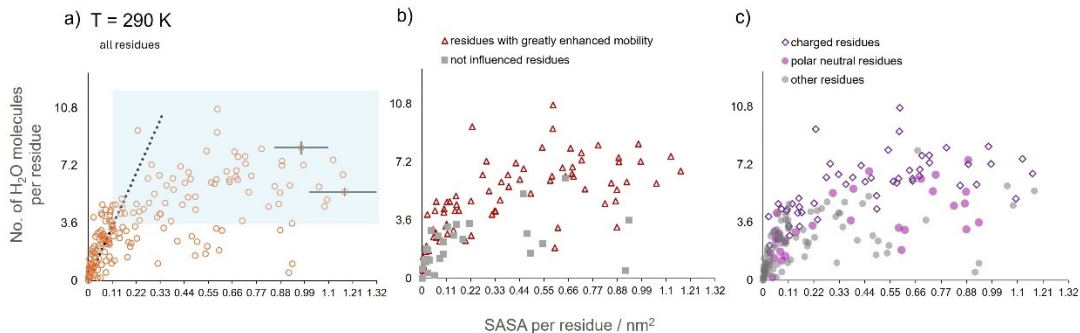 a) T = 290 K
all residues
No. of H2O molecules
per residue
10.8
7.2
3.6
0
0 0.11 0.22 0.33 0.44 0.55 0.66 0.77 0.88 0.99 1.1 1.21 1.32
b)
residues with greatly enhanced mobility
not influenced residues
10.8
7.2
3.6
0
0 0.11 0.22 0.33 0.44 0.55 0.66 0.77 0.88 0.99 1.1 1.21 1.32
c)
charged residues
polar neutral residues
other residues
10.8
7.2
3.6
0
0 0.11 0.22 0.33 0.44 0.55 0.66 0.77 0.88 0.99 1.1 1.21 1.32
SASA per residue / nm²